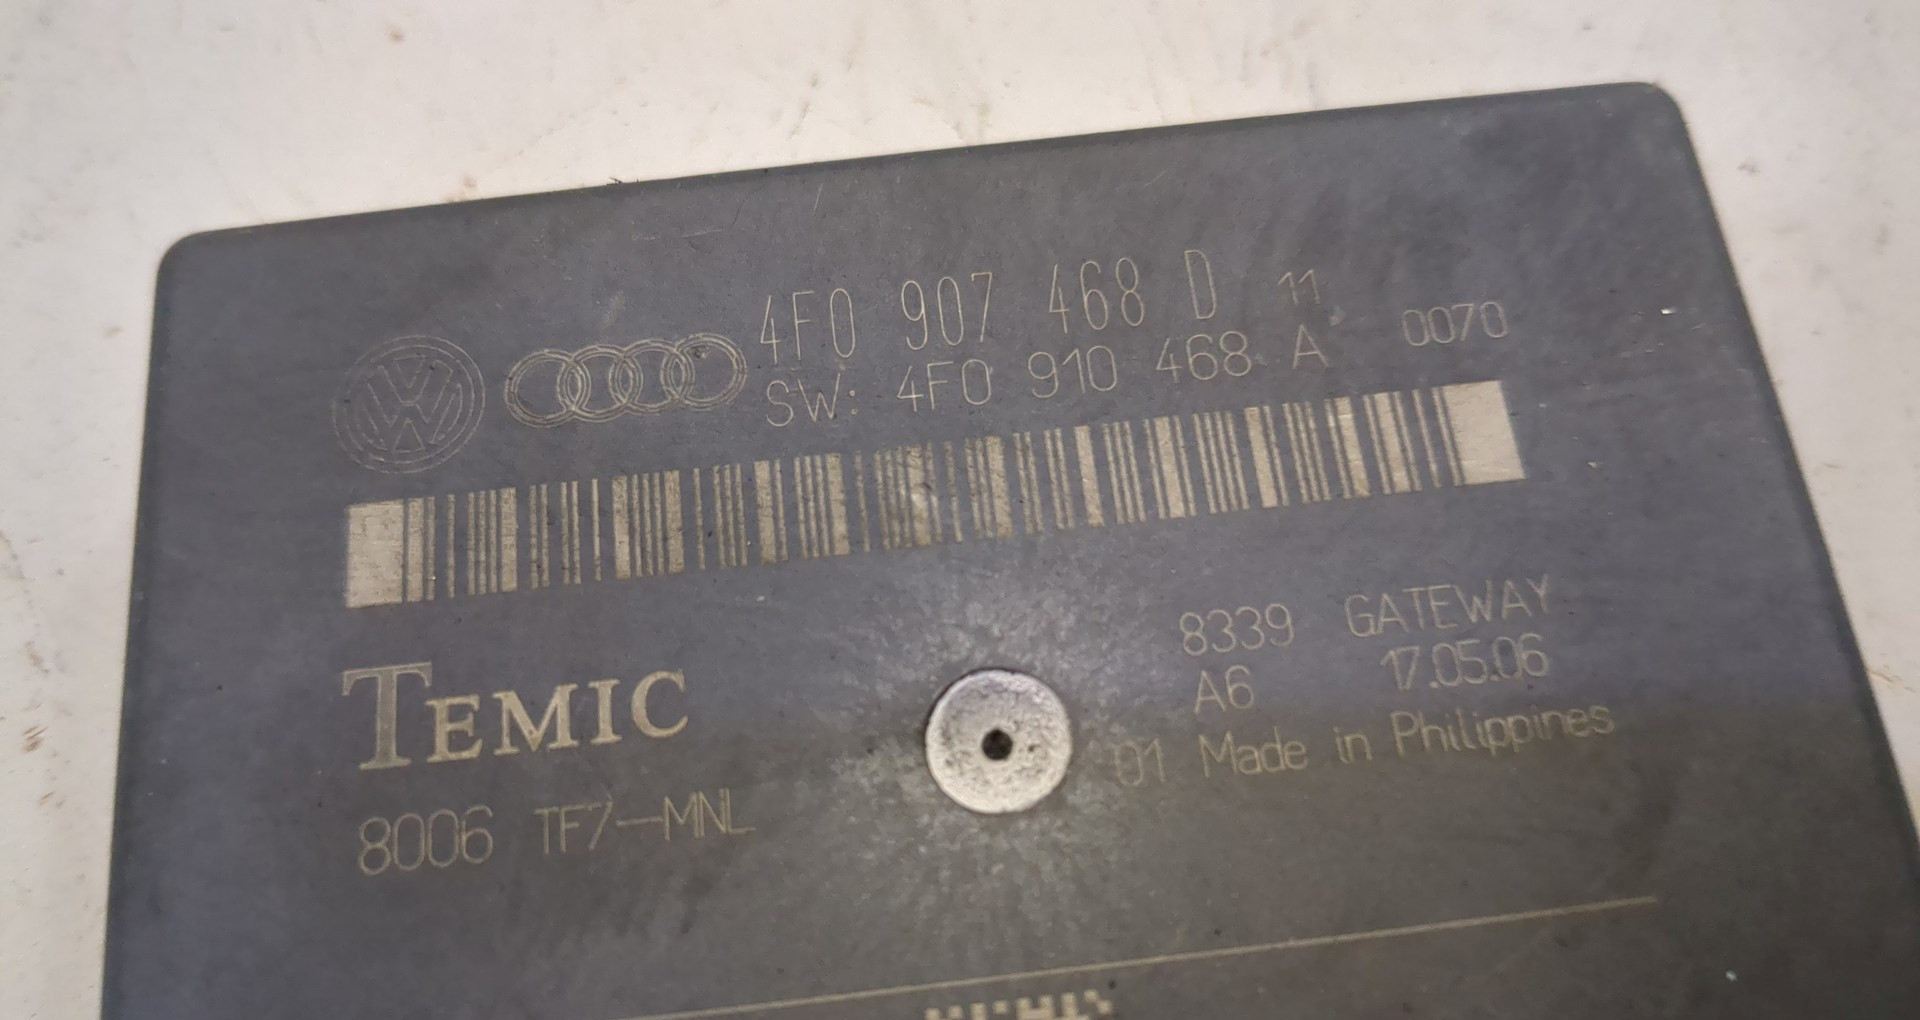 4F0 907 468 D 11
SW: 4F0 910 468 A 0070
8339 GATEWAY
A6 17.05.06
01 Made in Philippines
TEMIC
8006 TF7-MNL